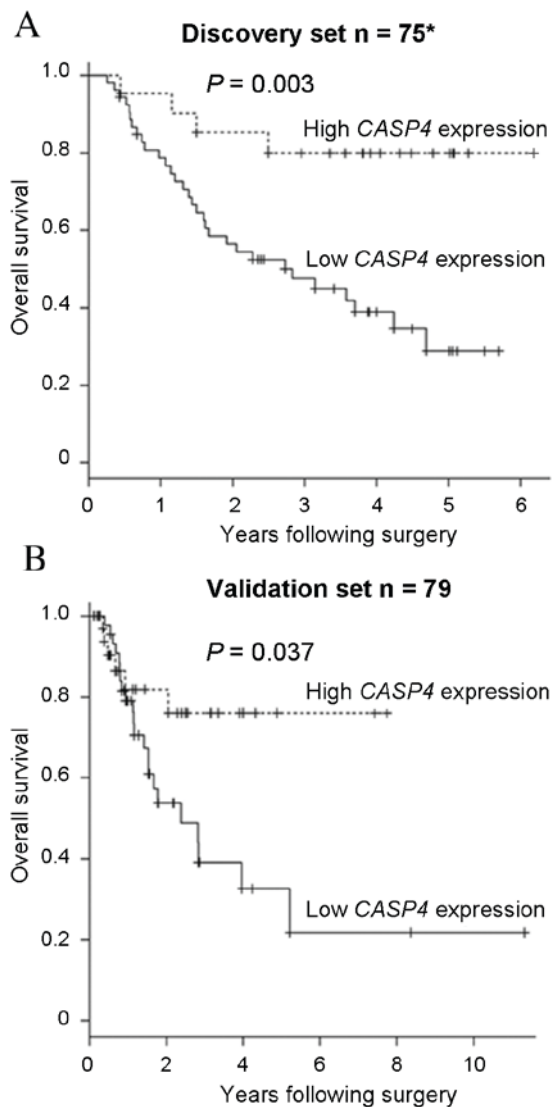 A
Discovery set n = 75*
P = 0.003
High CASP4 expression
Low CASP4 expression
Overall survival
1.0
0.8
0.6
0.4
0.2
0
0 1 2 3 4 5 6
Years following surgery
B
Validation set n = 79
P = 0.037
High CASP4 expression
Low CASP4 expression
Overall survival
1.0
0.8
0.6
0.4
0.2
0
0 2 4 6 8 10
Years following surgery